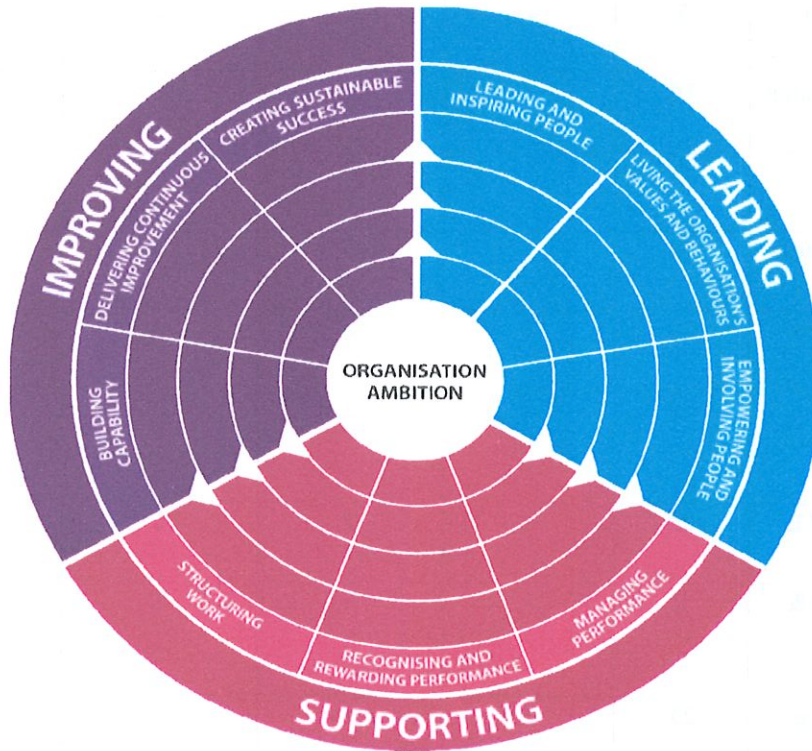 IMPROVING
CREATING SUSTAINABLE
SUCCESS
DELIVERING CONTINUOUS
IMPROVEMENT
BUILDING
CAPABILITY
LEADING
LEADING AND
INSPIRING PEOPLE
LIVING THE ORGANISATION'S
VALUES AND BEHAVIOURS
EMPOWERING AND
INVOLVING PEOPLE
ORGANISATION
AMBITION
MANAGING
PERFORMANCE
RECOGNISING AND
REWARDING PERFORMANCE
STRUCTURING
WORK
SUPPORTING